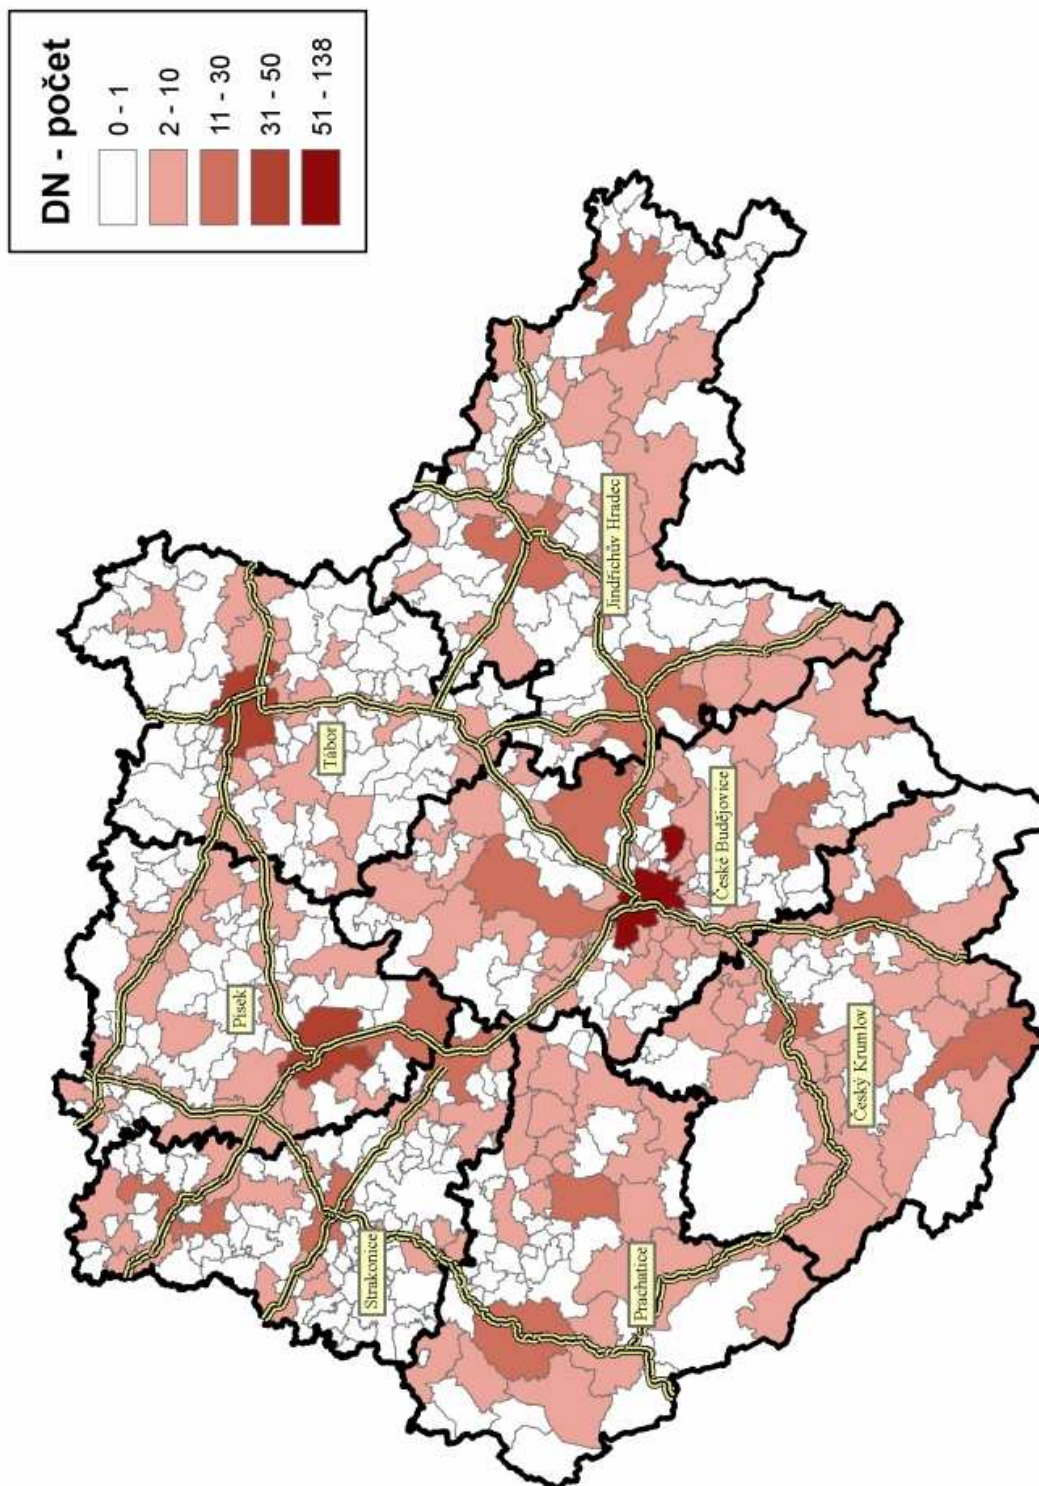 DN - počet
0 - 1
2 - 10
11 - 30
31 - 50
51 - 138
Strakonice
Písek
Tábor
Prachatice
České Budějovice
Jindřichův Hradec
Český Krumlov